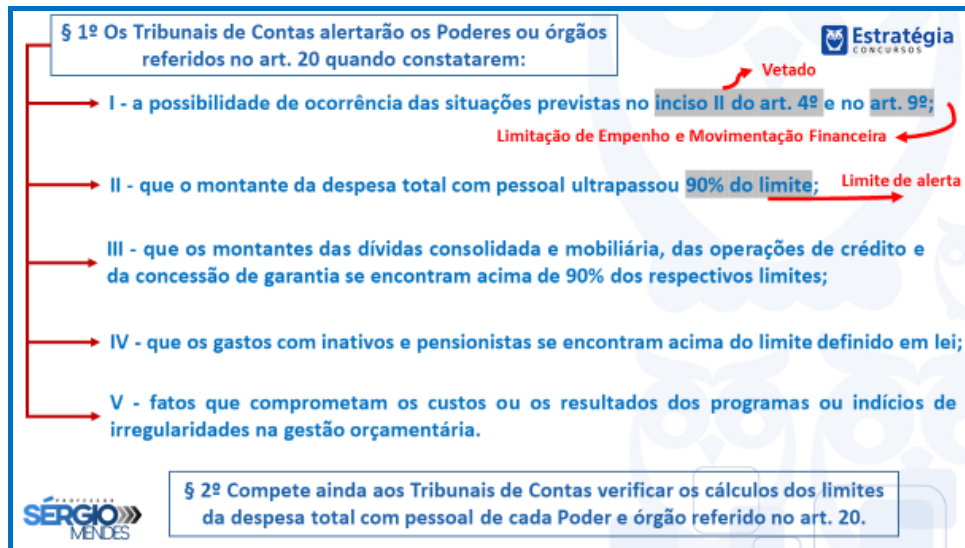 § 1º Os Tribunais de Contas alertarão os Poderes ou órgãos
referidos no art. 20 quando constatarem:
Estratégia
CONCURSOS
Vetado
I - a possibilidade de ocorrência das situações previstas no inciso II do art. 4º e no art. 9º;
Limitação de Empenho e Movimentação Financeira
II - que o montante da despesa total com pessoal ultrapassou 90% do limite;
Limite de alerta
III - que os montantes das dívidas consolidada e mobiliária, das operações de crédito e
da concessão de garantia se encontram acima de 90% dos respectivos limites;
IV - que os gastos com inativos e pensionistas se encontram acima do limite definido em lei;
V - fatos que comprometam os custos ou os resultados dos programas ou indícios de
irregularidades na gestão orçamentária.
PROFESSOR
SÉRGIO
MENDES
§ 2º Compete ainda aos Tribunais de Contas verificar os cálculos dos limites
da despesa total com pessoal de cada Poder e órgão referido no art. 20.